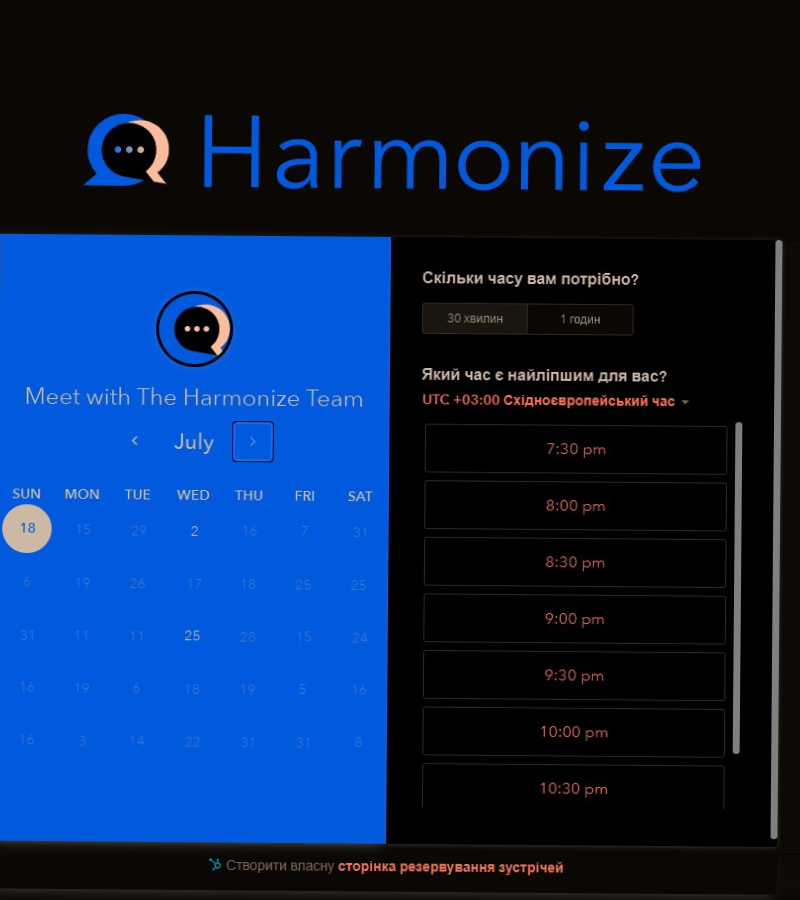 Harmonize
Meet with The Harmonize Team
July
SUN MON TUE WED THU FRI SAT
18 15 29 2 16 7 31
6 19 26 17 18 25 25
31 11 11 25 28 15 24
16 19 6 18 19 5 16
16 3 14 22 31 31 8
Скільки часу вам потрібно?
30 хвилин 1 годин
Який час є найліпшим для вас?
UTC +03:00 Східноєвропейський час
7:30 pm
8:00 pm
8:30 pm
9:00 pm
9:30 pm
10:00 pm
10:30 pm
Створити власну сторінка резервування зустрічей